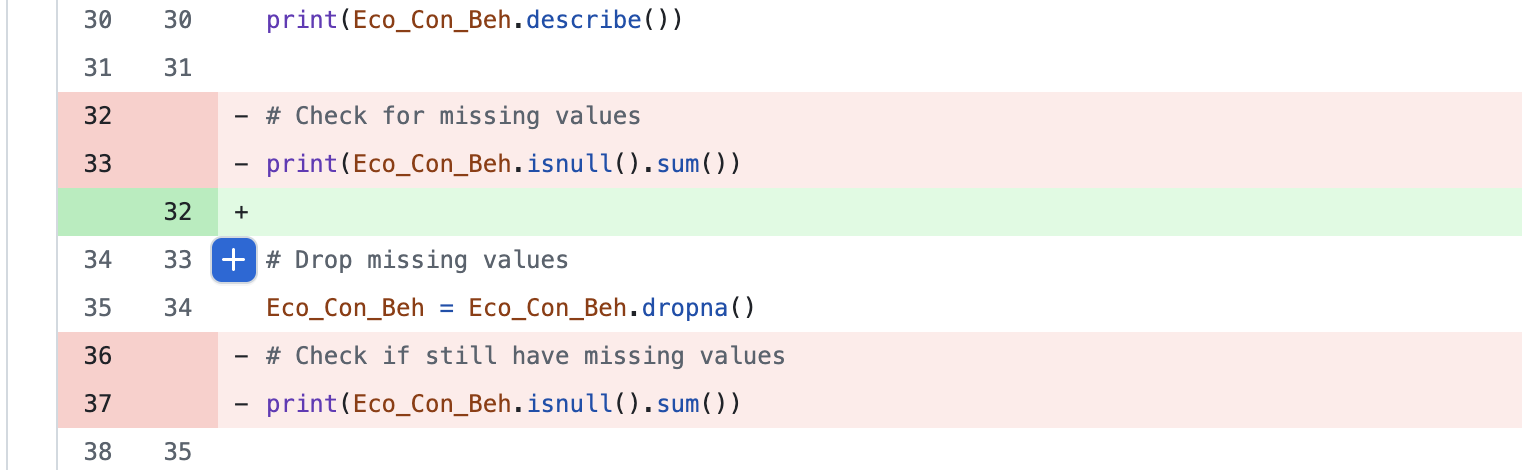 30 30 print(Eco_Con_Beh.describe())
31 31
32 - # Check for missing values
33 - print(Eco_Con_Beh.isnull().sum())
32 +
34 33 # Drop missing values
35 34 Eco_Con_Beh = Eco_Con_Beh.dropna()
36 - # Check if still have missing values
37 - print(Eco_Con_Beh.isnull().sum())
38 35